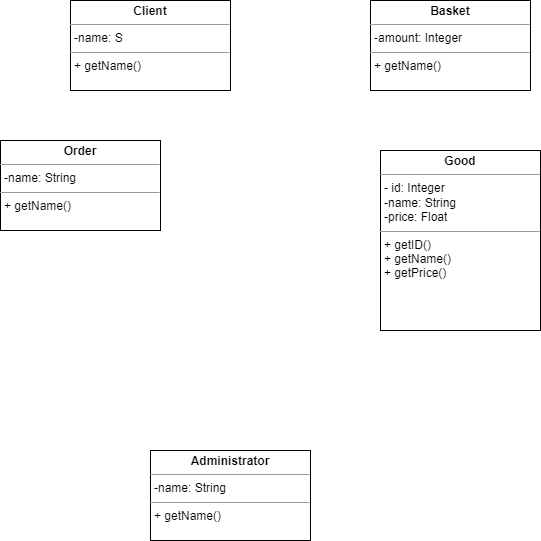 Client
-name: S
+ getName()
Basket
-amount: Integer
+ getName()
Order
-name: String
+ getName()
Good
- id: Integer
-name: String
-price: Float
+ getID()
+ getName()
+ getPrice()
Administrator
-name: String
+ getName()